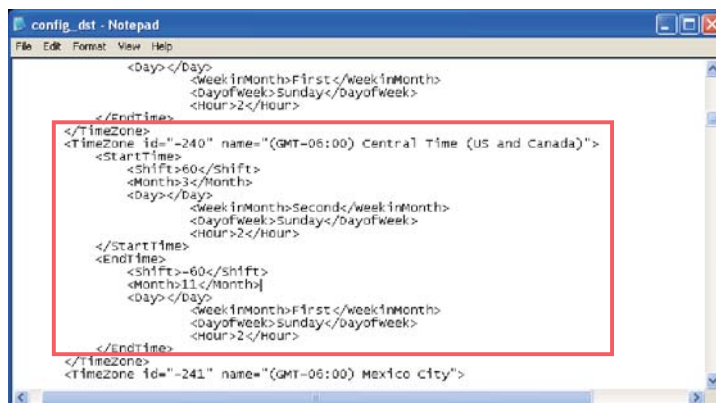 config_dst - Notepad
File Edit Format View Help
<Day></Day>
<WeekinMonth>First</WeekinMonth>
<DayofWeek>Sunday</DayofWeek>
<Hour>2</Hour>
</EndTime>
</TimeZone>
<TimeZone id="-240" name="(GMT-06:00) Central Time (US and Canada)">
<StartTime>
<Shift>60</Shift>
<Month>3</Month>
<Day></Day>
<WeekinMonth>Second</WeekinMonth>
<DayofWeek>Sunday</DayofWeek>
<Hour>2</Hour>
</StartTime>
<EndTime>
<Shift>-60</Shift>
<Month>11</Month>
<Day></Day>
<WeekinMonth>First</WeekinMonth>
<DayofWeek>Sunday</DayofWeek>
<Hour>2</Hour>
</EndTime>
</TimeZone>
<TimeZone id="-241" name="(GMT-06:00) Mexico City">